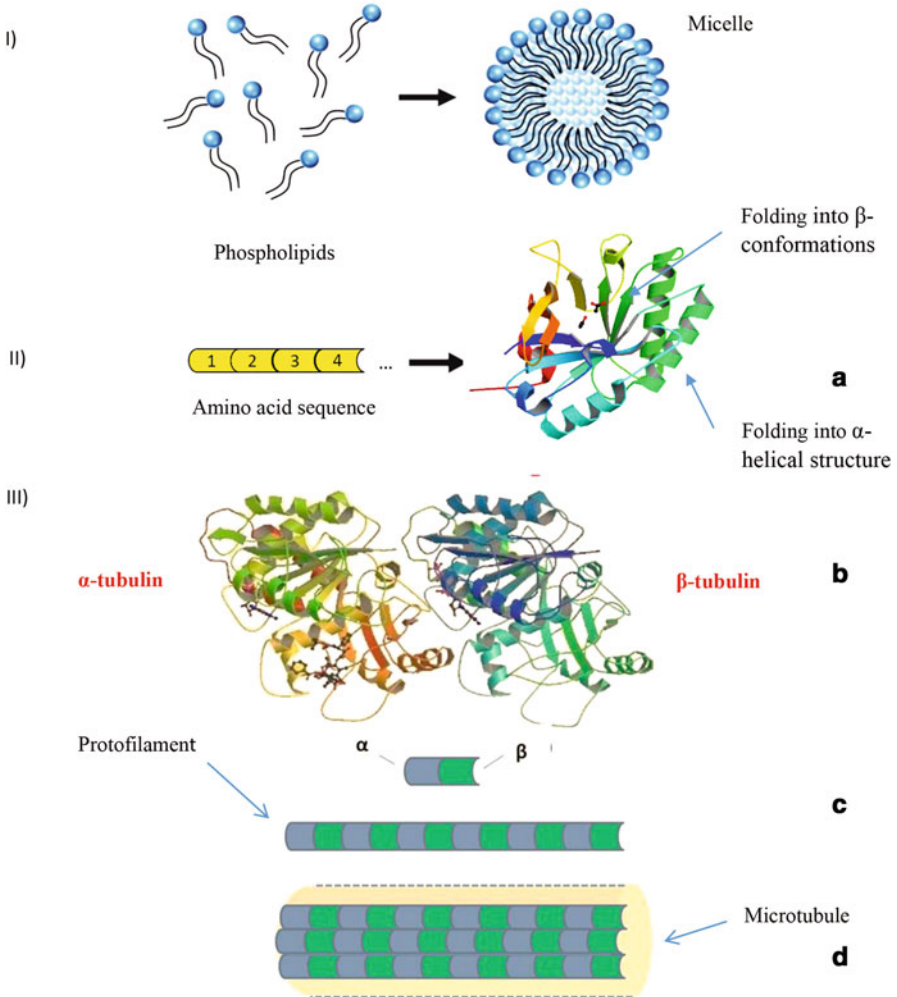 I)
Micelle
Phospholipids
Folding into β-
conformations
II)
1 2 3 4 ...
Amino acid sequence
a
Folding into α-
helical structure
III)
α-tubulin
β-tubulin
b
Protofilament
α
β
c
Microtubule
d